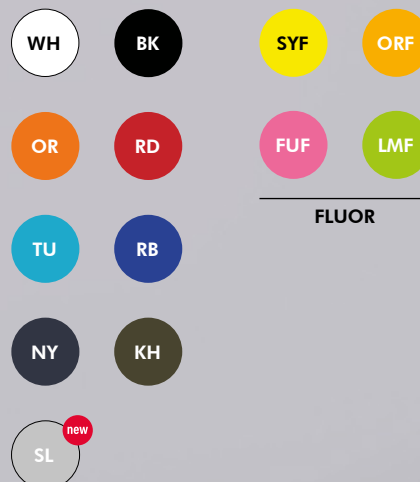 WH BK SYF ORF
OR RD FUF LMF
FLUOR
TU RB
NY KH
new
SL